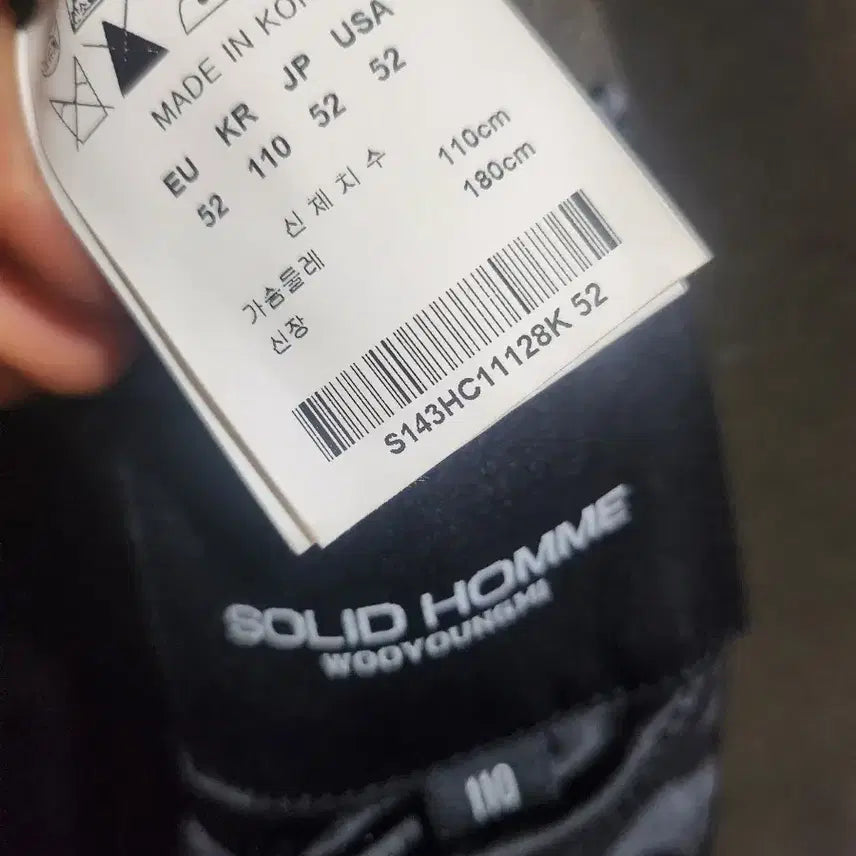 MADE IN KOR
EU KR JP USA
52 110 52 52
신체치수
가슴둘레 110cm
신장 180cm
S143HC11128K 52
SOLID HOMME
WOOYOUNGMI
110